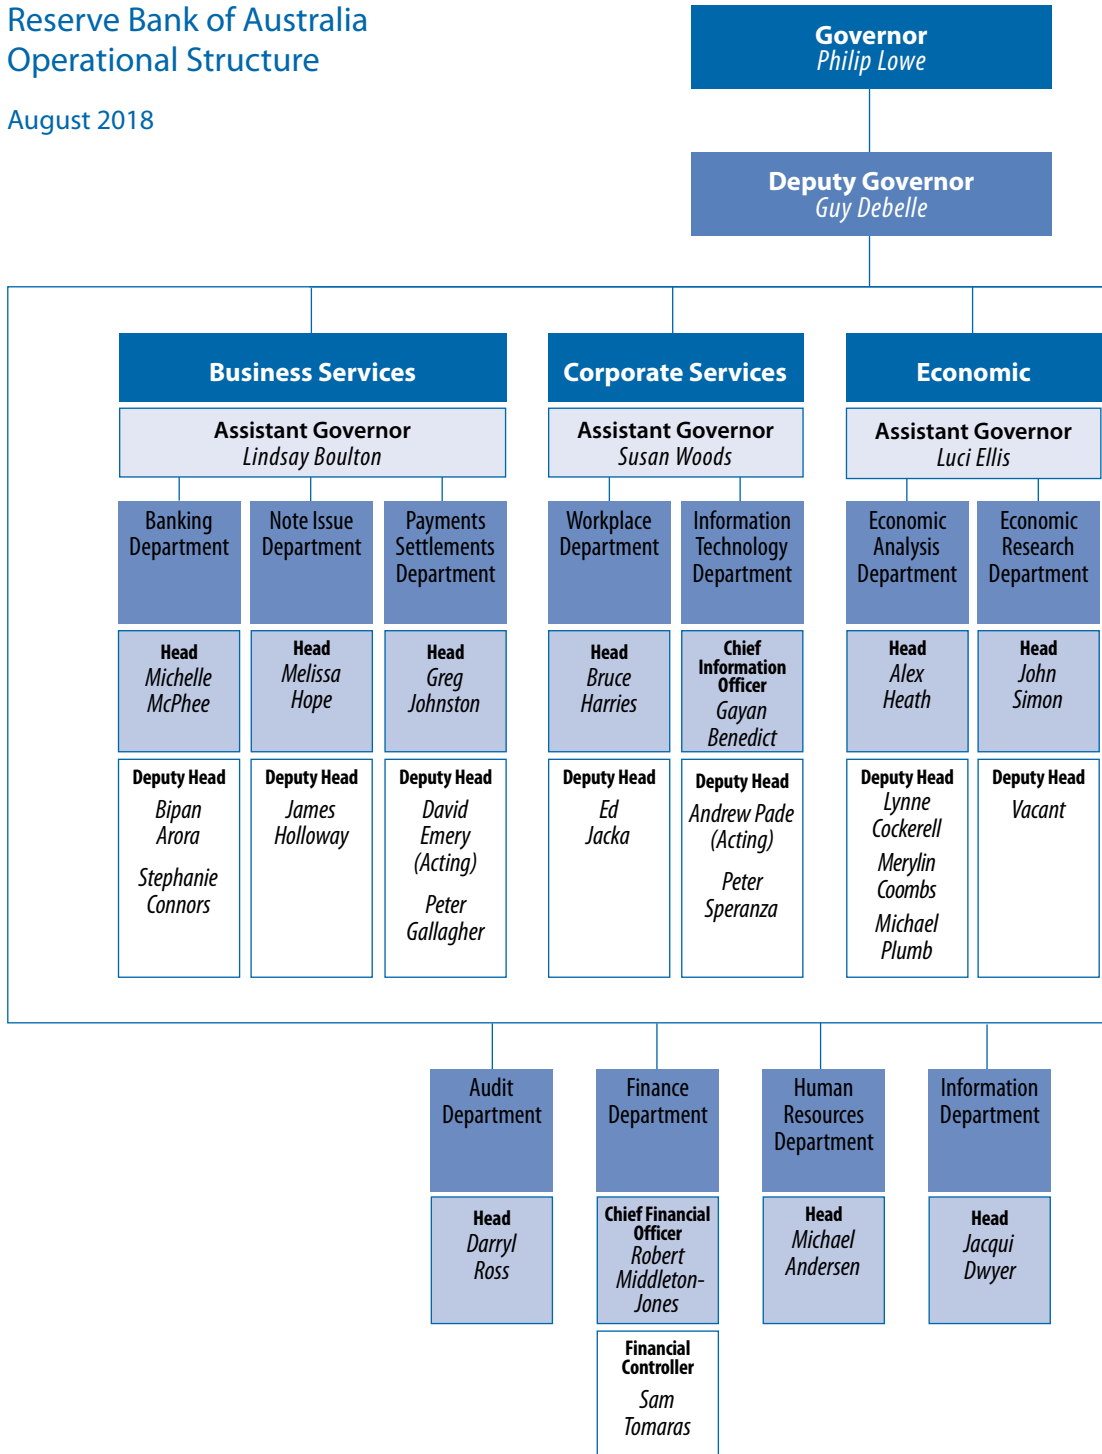 Reserve Bank of Australia
Operational Structure
August 2018
Governor
Philip Lowe
Deputy Governor
Guy Debelle
Business Services
Assistant Governor
Lindsay Boulton
Banking
Department
Head
Michelle
McPhee
Deputy Head
Bipan
Arora
Stephanie
Connors
Note Issue
Department
Head
Melissa
Hope
Deputy Head
James
Holloway
Payments
Settlements
Department
Head
Greg
Johnston
Deputy Head
David
Emery
(Acting)
Peter
Gallagher
Corporate Services
Assistant Governor
Susan Woods
Workplace
Department
Head
Bruce
Harries
Deputy Head
Ed
Jacka
Information
Technology
Department
Chief
Information
Officer
Gayan
Benedict
Deputy Head
Andrew Pade
(Acting)
Peter
Speranza
Economic
Assistant Governor
Luci Ellis
Economic
Analysis
Department
Head
Alex
Heath
Deputy Head
Lynne
Cockerell
Merylin
Coombs
Michael
Plumb
Economic
Research
Department
Head
John
Simon
Deputy Head
Vacant
Audit
Department
Head
Darryl
Ross
Finance
Department
Chief Financial
Officer
Robert
Middleton-
Jones
Financial
Controller
Sam
Tomaras
Human
Resources
Department
Head
Michael
Andersen
Information
Department
Head
Jacqui
Dwyer